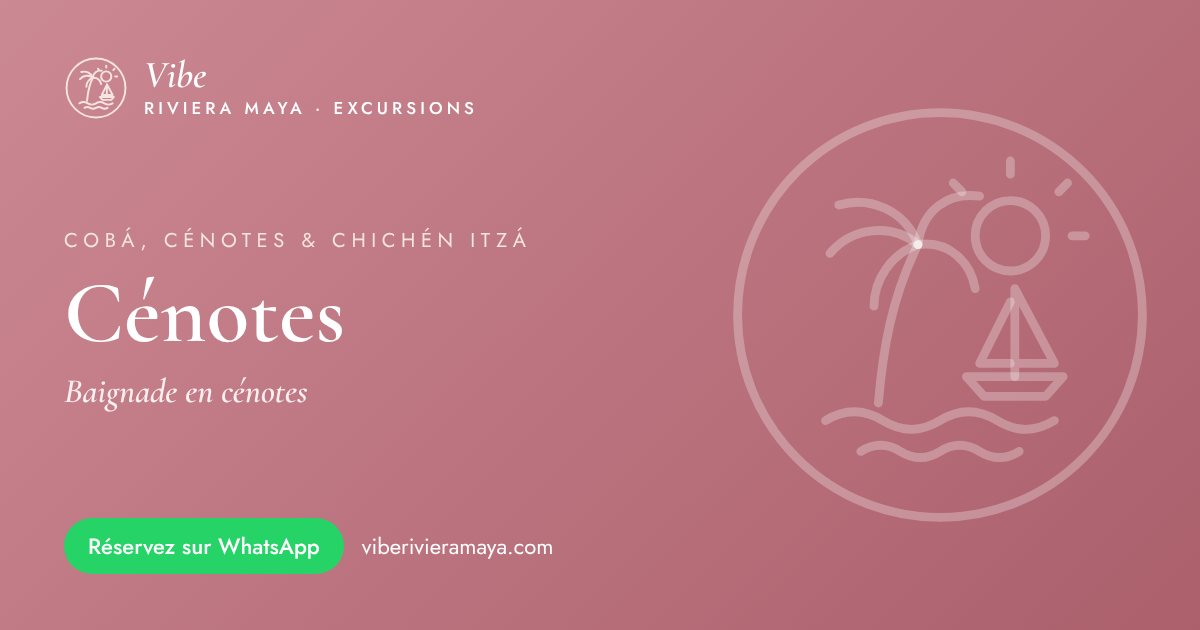 Vibe
RIVIERA MAYA · EXCURSIONS
COBÁ, CÉNOTES & CHICHÉN ITZÁ
Cénotes
Baignade en cénotes
Réservez sur WhatsApp
viberivieramaya.com